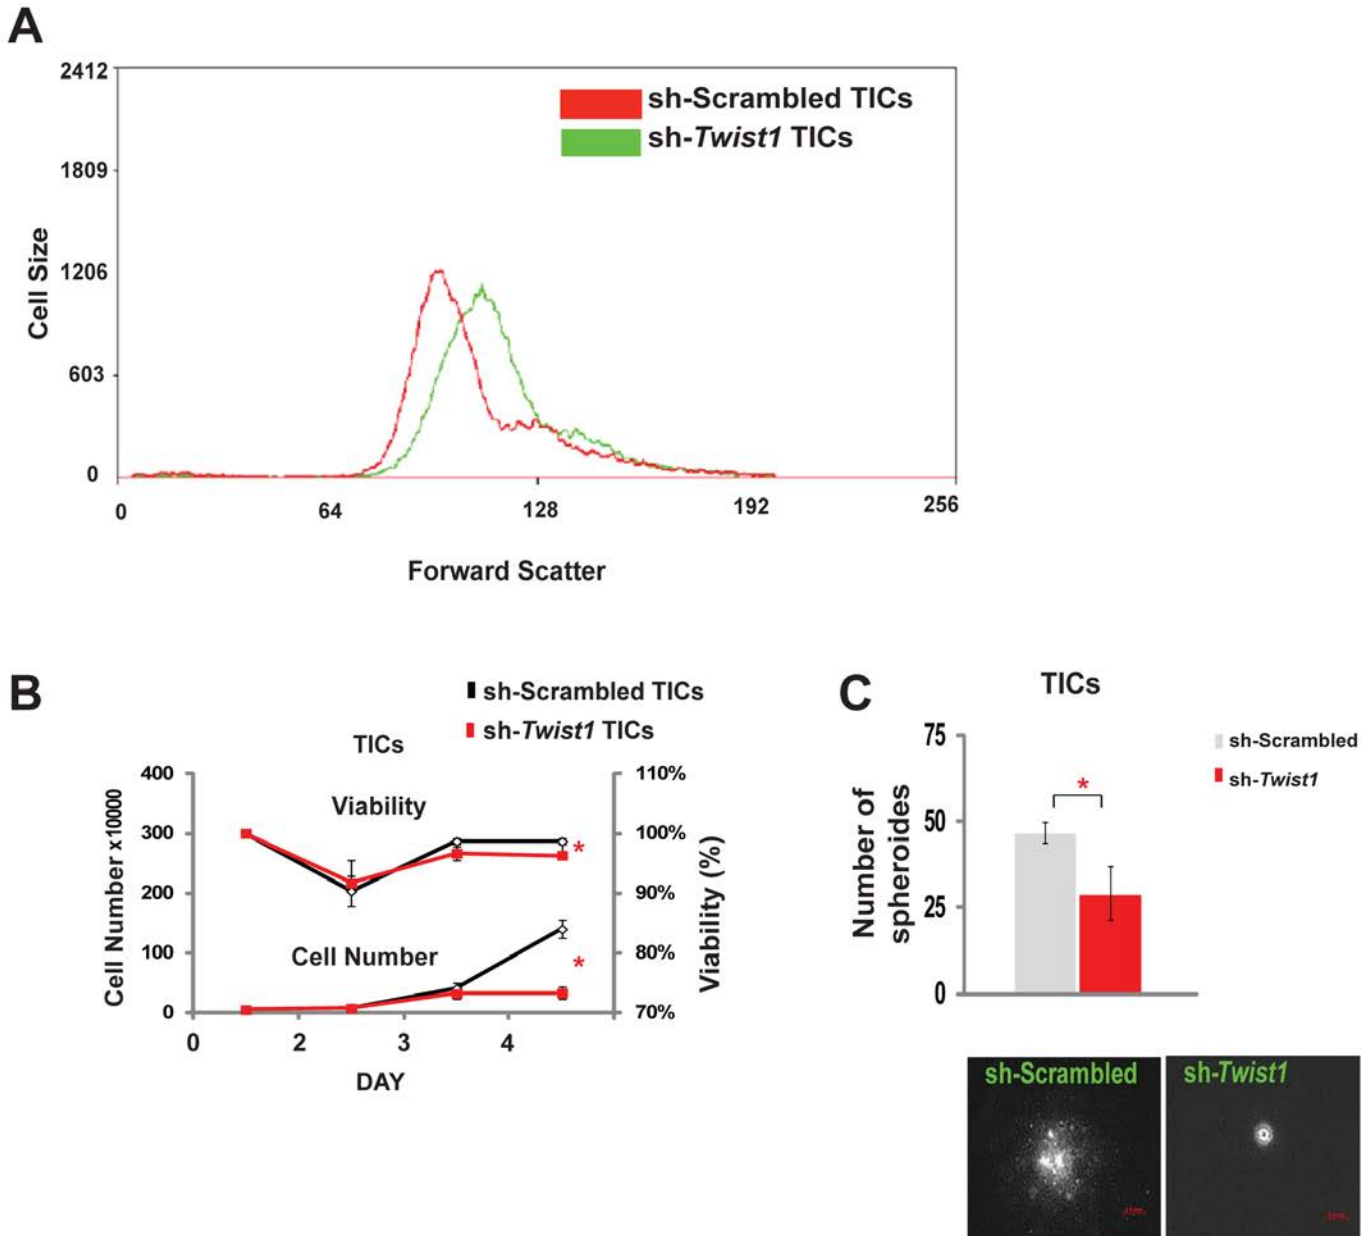 A
2412
1809
1206
603
0
Cell Size
sh-Scrambled TICs
sh-Twist1 TICs
0 64 128 192 256
Forward Scatter
B
sh-Scrambled TICs
sh-Twist1 TICs
TICs
Viability
Cell Number
400
300
200
100
0
Cell Number x10000
110%
100%
90%
80%
70%
Viability (%)
*
*
0 2 3 4
DAY
C
TICs
75
50
25
0
Number of
spheroides
*
sh-Scrambled
sh-Twist1
sh-Scrambled
sh-Twist1